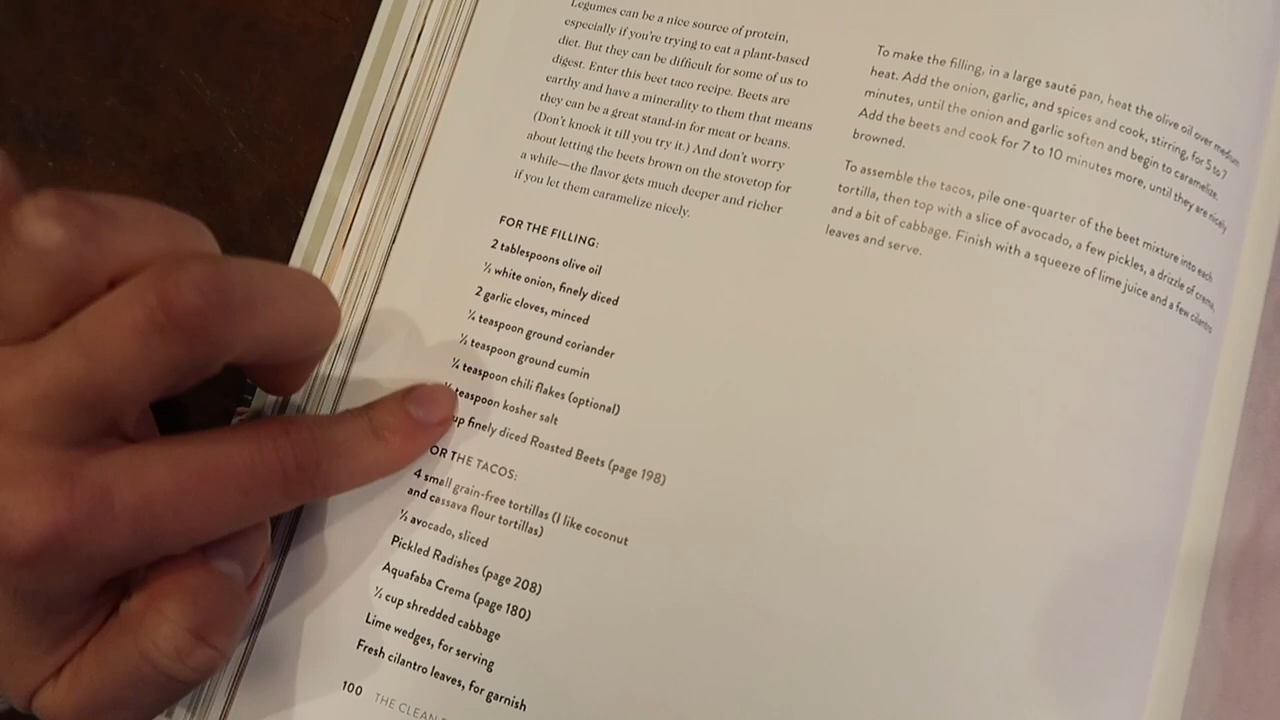 Legumes can be a nice source of protein,
especially if you're trying to eat a plant-based
diet. But they can be difficult for some of us to
digest. Enter this beet taco recipe. Beets are
earthy and have a minerality to them that means
they can be a great stand-in for meat or beans.
(Don't knock it till you try it.) And don't worry
about letting the beets brown on the stovetop for
a while—the flavor gets much deeper and richer
if you let them caramelize nicely.
FOR THE FILLING:
2 tablespoons olive oil
½ white onion, finely diced
2 garlic cloves, minced
¼ teaspoon ground coriander
½ teaspoon ground cumin
¼ teaspoon chili flakes (optional)
teaspoon kosher salt
up finely diced Roasted Beets (page 198)
OR THE TACOS:
4 small grain-free tortillas (I like coconut
and cassava flour tortillas)
½ avocado, sliced
Pickled Radishes (page 208)
Aquafaba Crema (page 180)
½ cup shredded cabbage
Lime wedges, for serving
Fresh cilantro leaves, for garnish
100 THE CLEAN
To make the filling, in a large sauté pan, heat the olive oil over medium
heat. Add the onion, garlic, and spices and cook, stirring, for 5 to 7
minutes, until the onion and garlic soften and begin to caramelize.
Add the beets and cook for 7 to 10 minutes more, until they are nicely
browned.
To assemble the tacos, pile one-quarter of the beet mixture into each
tortilla, then top with a slice of avocado, a few pickles, a drizzle of crema,
and a bit of cabbage. Finish with a squeeze of lime juice and a few cilantro
leaves and serve.